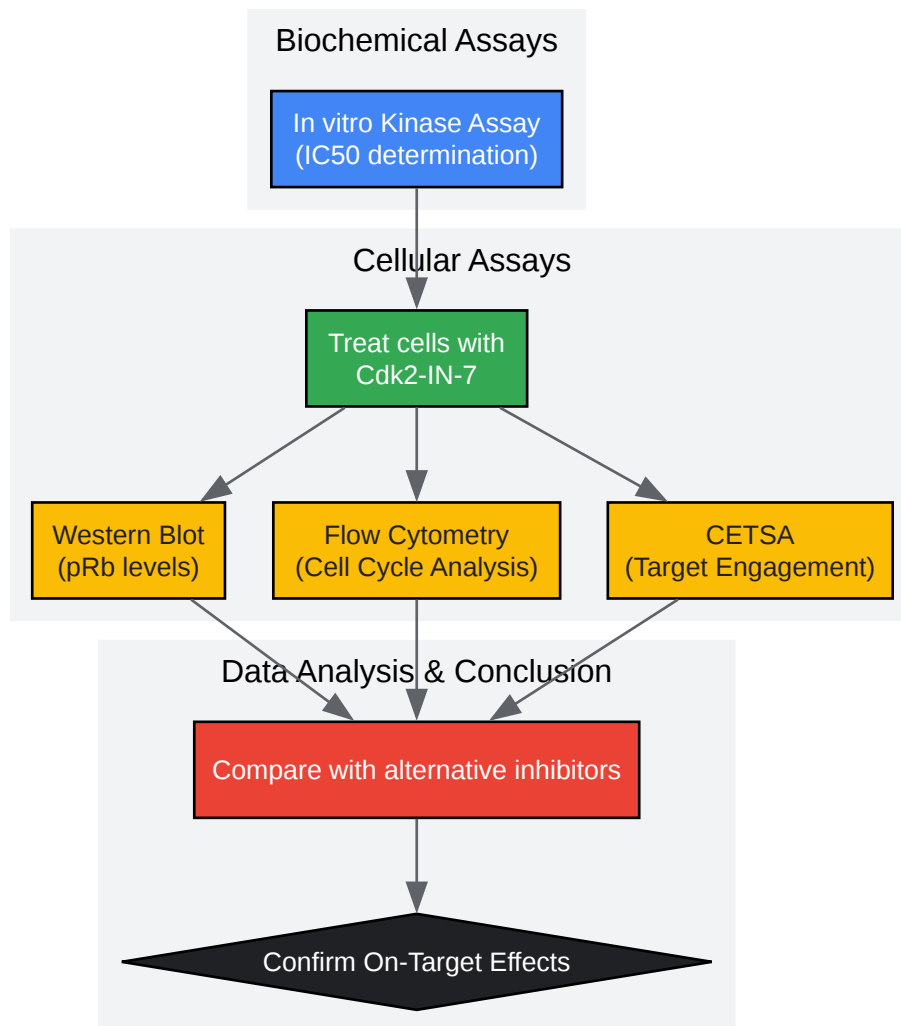 Biochemical Assays
In vitro Kinase Assay
(IC50 determination)
Cellular Assays
Treat cells with
Cdk2-IN-7
Western Blot
(pRb levels)
Flow Cytometry
(Cell Cycle Analysis)
CETSA
(Target Engagement)
Data Analysis & Conclusion
Compare with alternative inhibitors
Confirm On-Target Effects